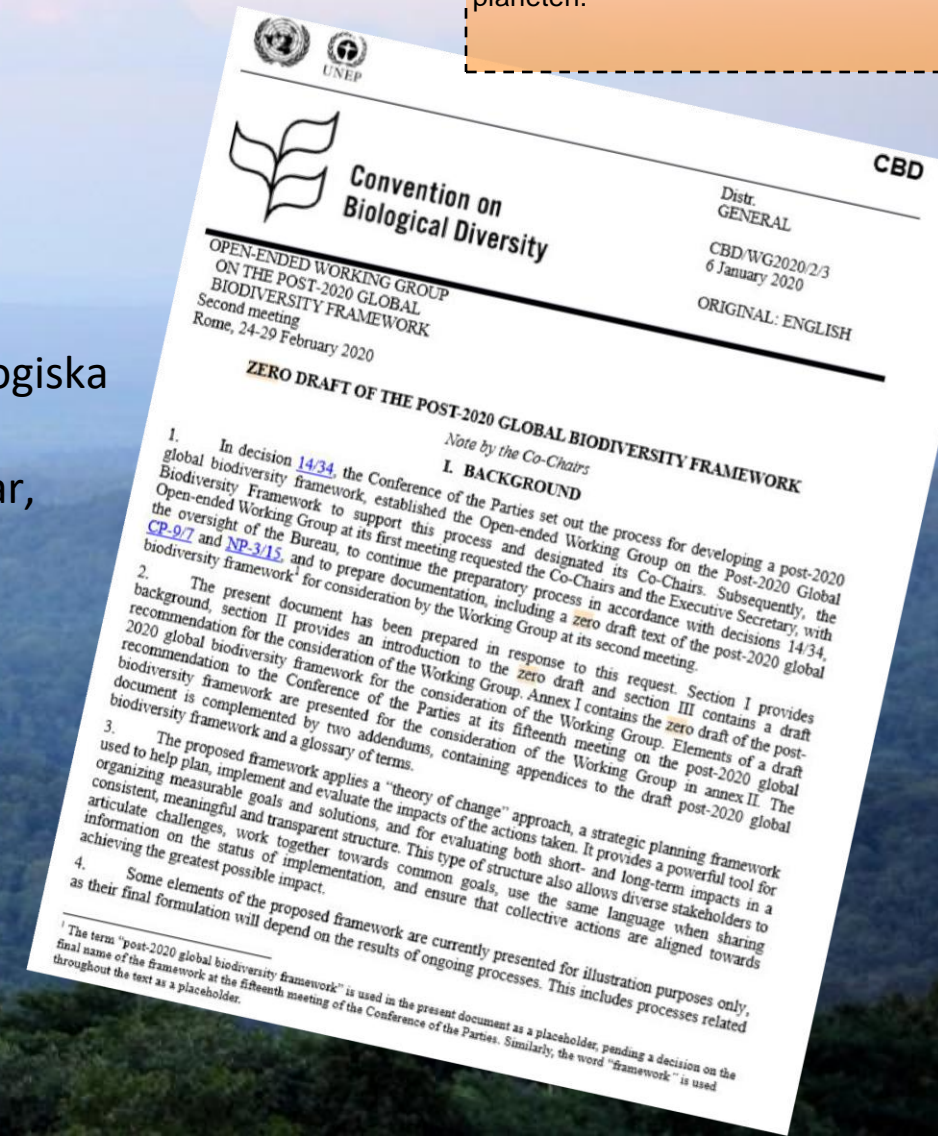 planeten.
ogiska
ar,
UNEP
CBD
Convention on
Biological Diversity
Distr.
GENERAL
CBD/WG2020/2/3
6 January 2020
ORIGINAL: ENGLISH
OPEN-ENDED WORKING GROUP
ON THE POST-2020 GLOBAL
BIODIVERSITY FRAMEWORK
Second meeting
Rome, 24-29 February 2020
ZERO DRAFT OF THE POST-2020 GLOBAL BIODIVERSITY FRAMEWORK
Note by the Co-Chairs
I. BACKGROUND
1. In decision 14/34, the Conference of the Parties set out the process for developing a post-2020
global biodiversity framework, established the Open-ended Working Group on the Post-2020 Global
Biodiversity Framework to support this process and designated its Co-Chairs. Subsequently, the
Open-ended Working Group at its first meeting requested the Co-Chairs and the Executive Secretary, with
the oversight of the Bureau, to continue the preparatory process in accordance with decisions 14/34,
CP-9/7 and NP-3/15, and to prepare documentation, including a zero draft text of the post-2020 global
biodiversity framework¹ for consideration by the Working Group at its second meeting.
2. The present document has been prepared in response to this request. Section I provides
background, section II provides an introduction to the zero draft and section III contains a draft
recommendation for the consideration of the Working Group. Annex I contains the zero draft of the post-
2020 global biodiversity framework for the consideration of the Working Group. Elements of a draft
recommendation to the Conference of the Parties at its fifteenth meeting on the post-2020 global
biodiversity framework are presented for the consideration of the Working Group in annex II. The
document is complemented by two addendums, containing appendices to the draft post-2020 global
biodiversity framework and a glossary of terms.
3. The proposed framework applies a “theory of change” approach, a strategic planning framework
used to help plan, implement and evaluate the impacts of the actions taken. It provides a powerful tool for
organizing measurable goals and solutions, and for evaluating both short- and long-term impacts in a
consistent, meaningful and transparent structure. This type of structure also allows diverse stakeholders to
articulate challenges, work together towards common goals, use the same language when sharing
information on the status of implementation, and ensure that collective actions are aligned towards
achieving the greatest possible impact.
4. Some elements of the proposed framework are currently presented for illustration purposes only,
as their final formulation will depend on the results of ongoing processes. This includes processes related
¹ The term “post-2020 global biodiversity framework” is used in the present document as a placeholder, pending a decision on the
final name of the framework at the fifteenth meeting of the Conference of the Parties. Similarly, the word “framework” is used
throughout the text as a placeholder.